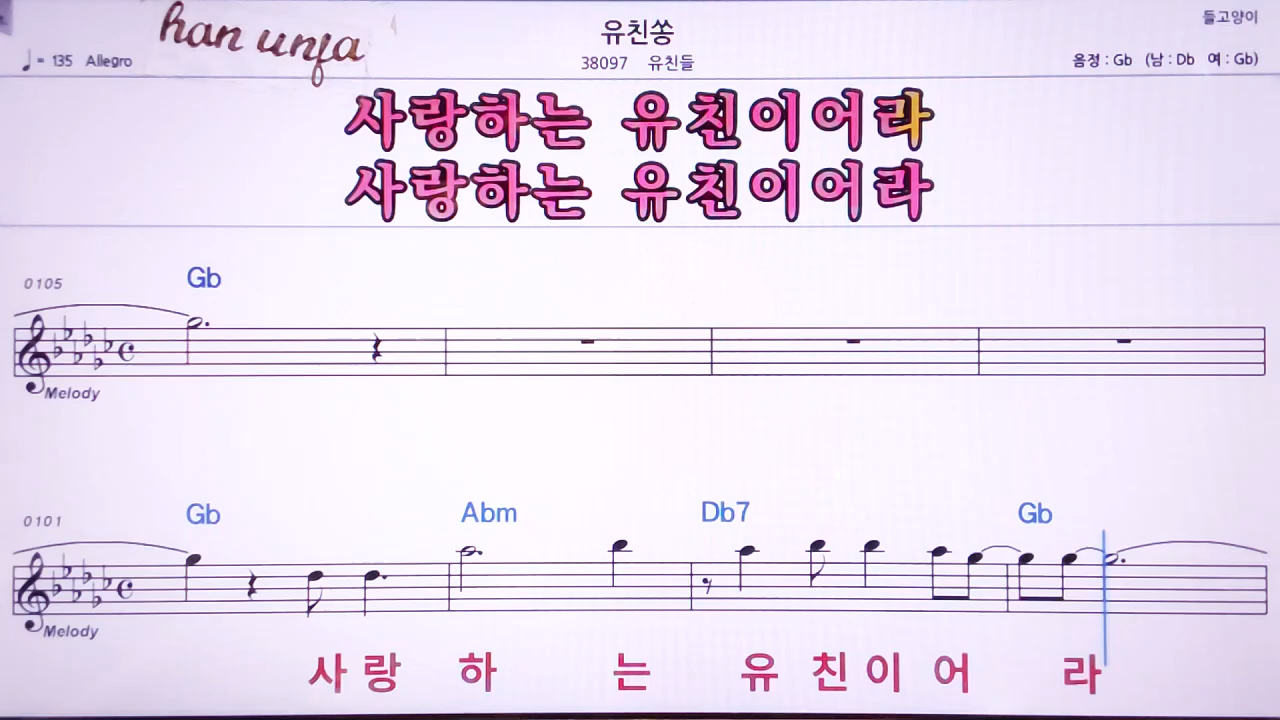 han unja
유친쏭
들고양이
♩= 135 Allegro
38097 유친들
음정 : Gb (남 : Db 여 : Gb)
사랑하는 유친이어라
사랑하는 유친이어라
0105
Gb
Melody
0101
Gb Abm Db7 Gb
Melody
사 랑 하 는 유 친 이 어 라